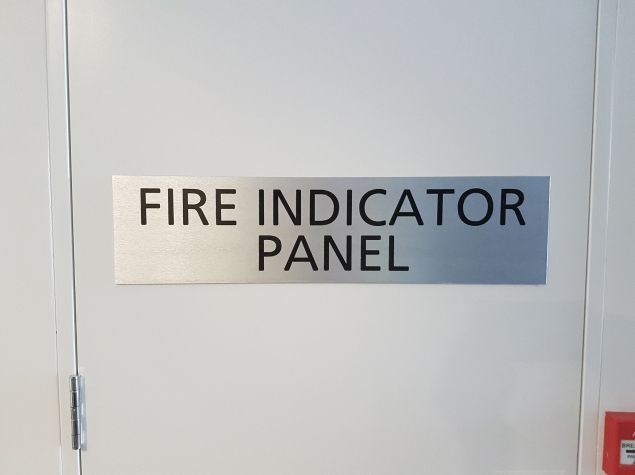 FIRE INDICATOR
PANEL